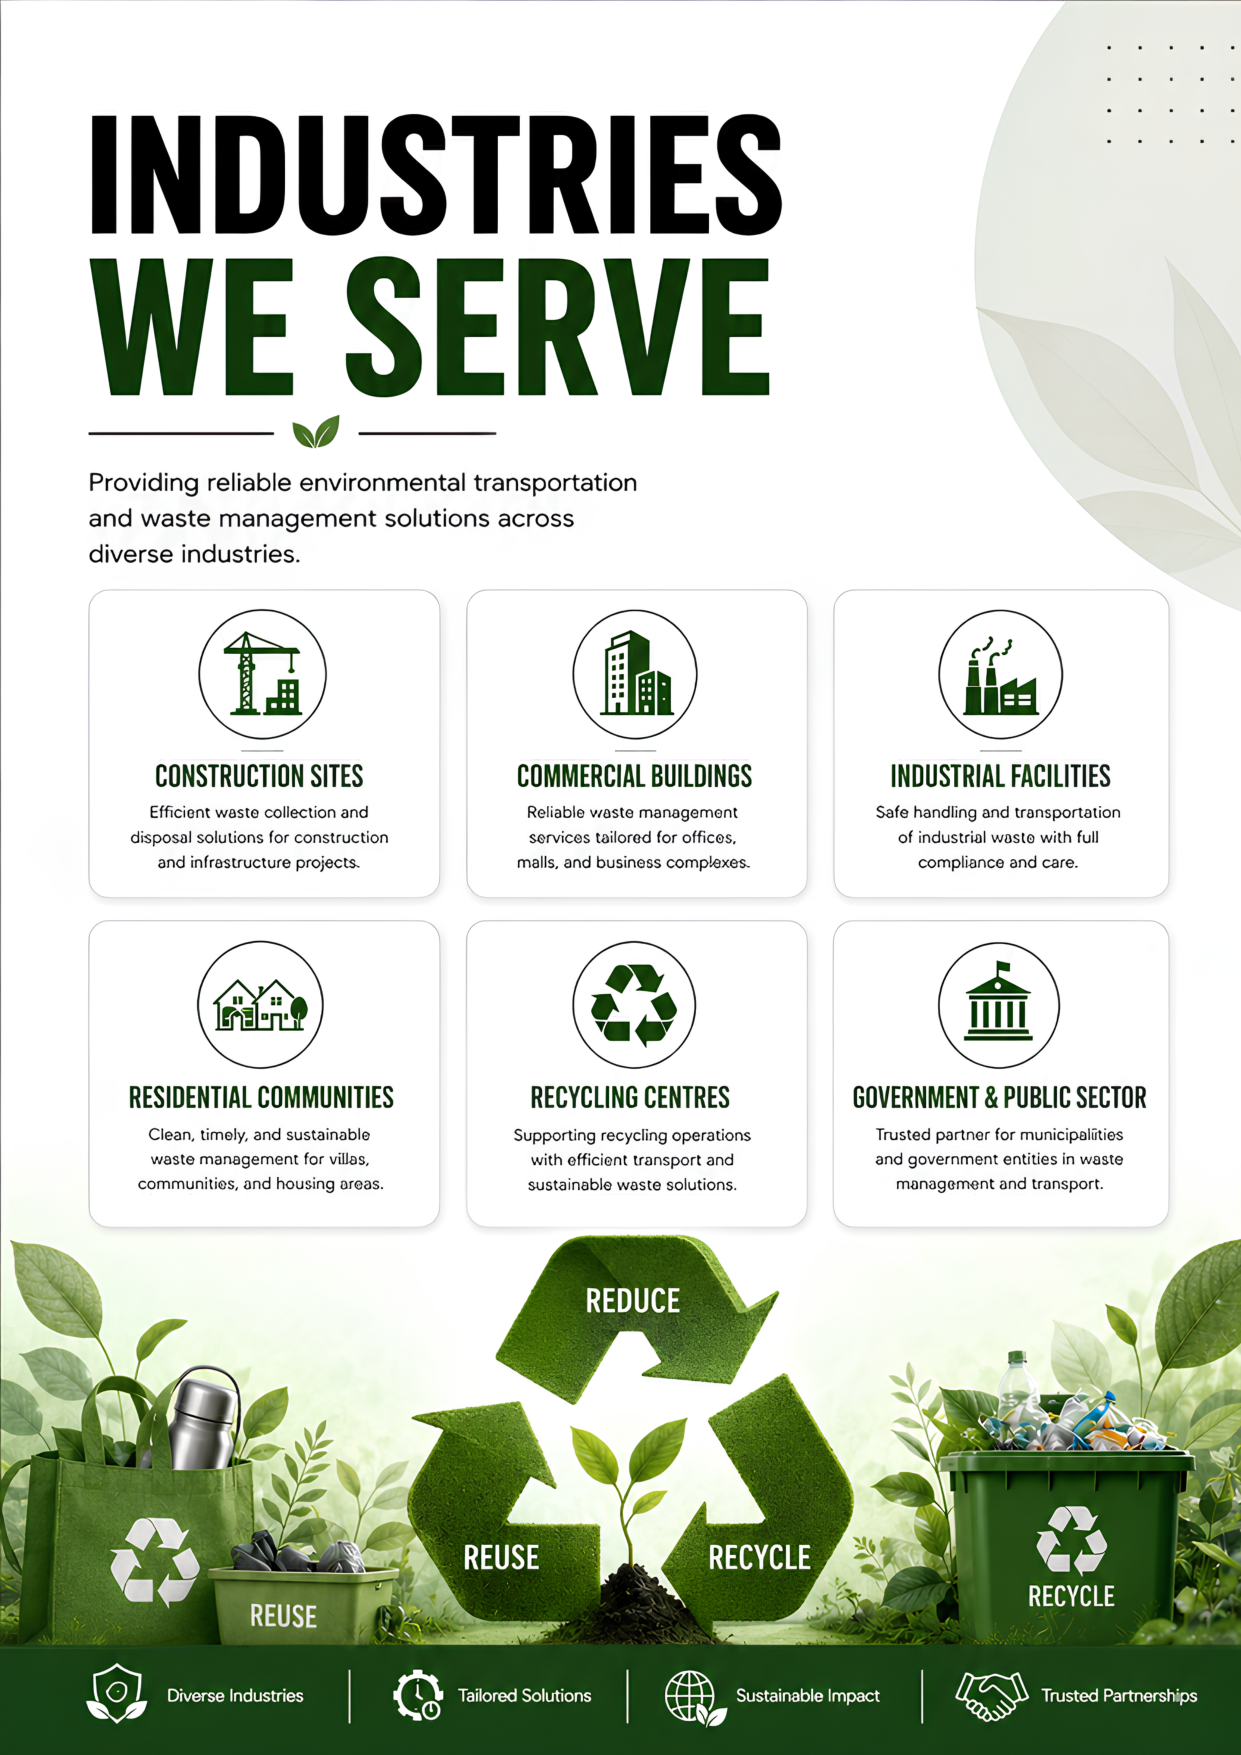 INDUSTRIES
WE SERVE
Providing reliable environmental transportation
and waste management solutions across
diverse industries.
CONSTRUCTION SITES
Efficient waste collection and
disposal solutions for construction
and infrastructure projects.
COMMERCIAL BUILDINGS
Reliable waste management
services tailored for offices,
malls, and business complexes.
INDUSTRIAL FACILITIES
Safe handling and transportation
of industrial waste with full
compliance and care.
RESIDENTIAL COMMUNITIES
Clean, timely, and sustainable
waste management for villas,
communities, and housing areas.
RECYCLING CENTRES
Supporting recycling operations
with efficient transport and
sustainable waste solutions.
GOVERNMENT & PUBLIC SECTOR
Trusted partner for municipalities
and government entities in waste
management and transport.
REDUCE
REUSE
RECYCLE
REUSE
RECYCLE
Diverse Industries
Tailored Solutions
Sustainable Impact
Trusted Partnerships